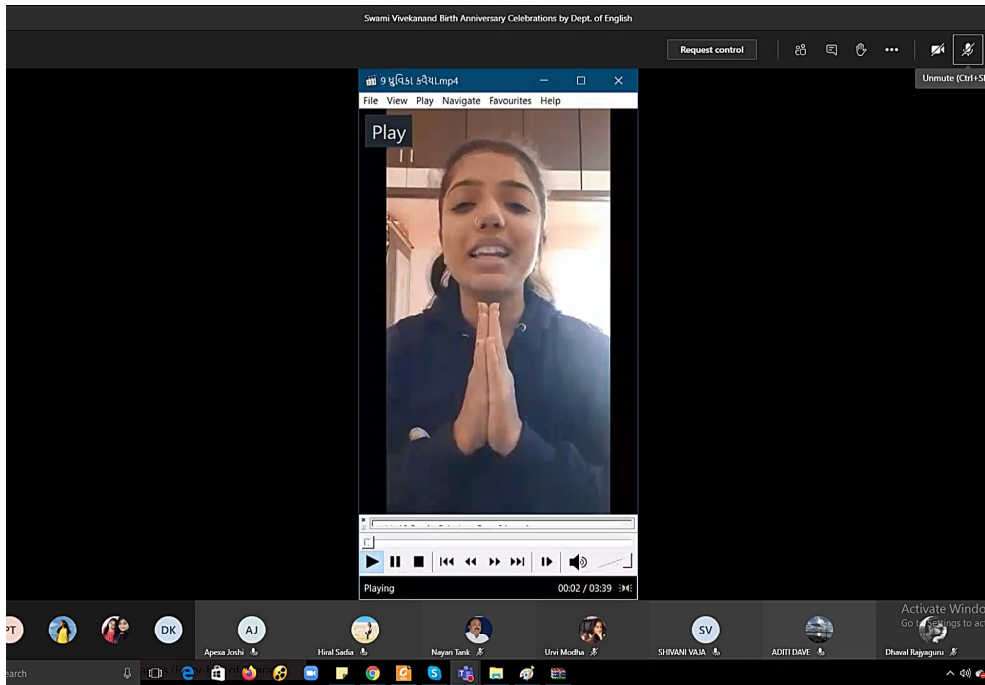 Swami Vivekanand Birth Anniversary Celebrations by Dept. of English
Request control
Unmute (Ctrl+S
9 ધ્રુવિકા કવૈયા.mp4
File View Play Navigate Favourites Help
Play
Playing
00:02 / 03:39
PT
DK
AJ
SV
Apexa Joshi
Hiral Sadia
Nayan Tank
Urvi Modha
SHIVANI VAJA
ADITI DAVE
Dhaval Rajyaguru
Activate Windo
Go to Settings to ac
earch